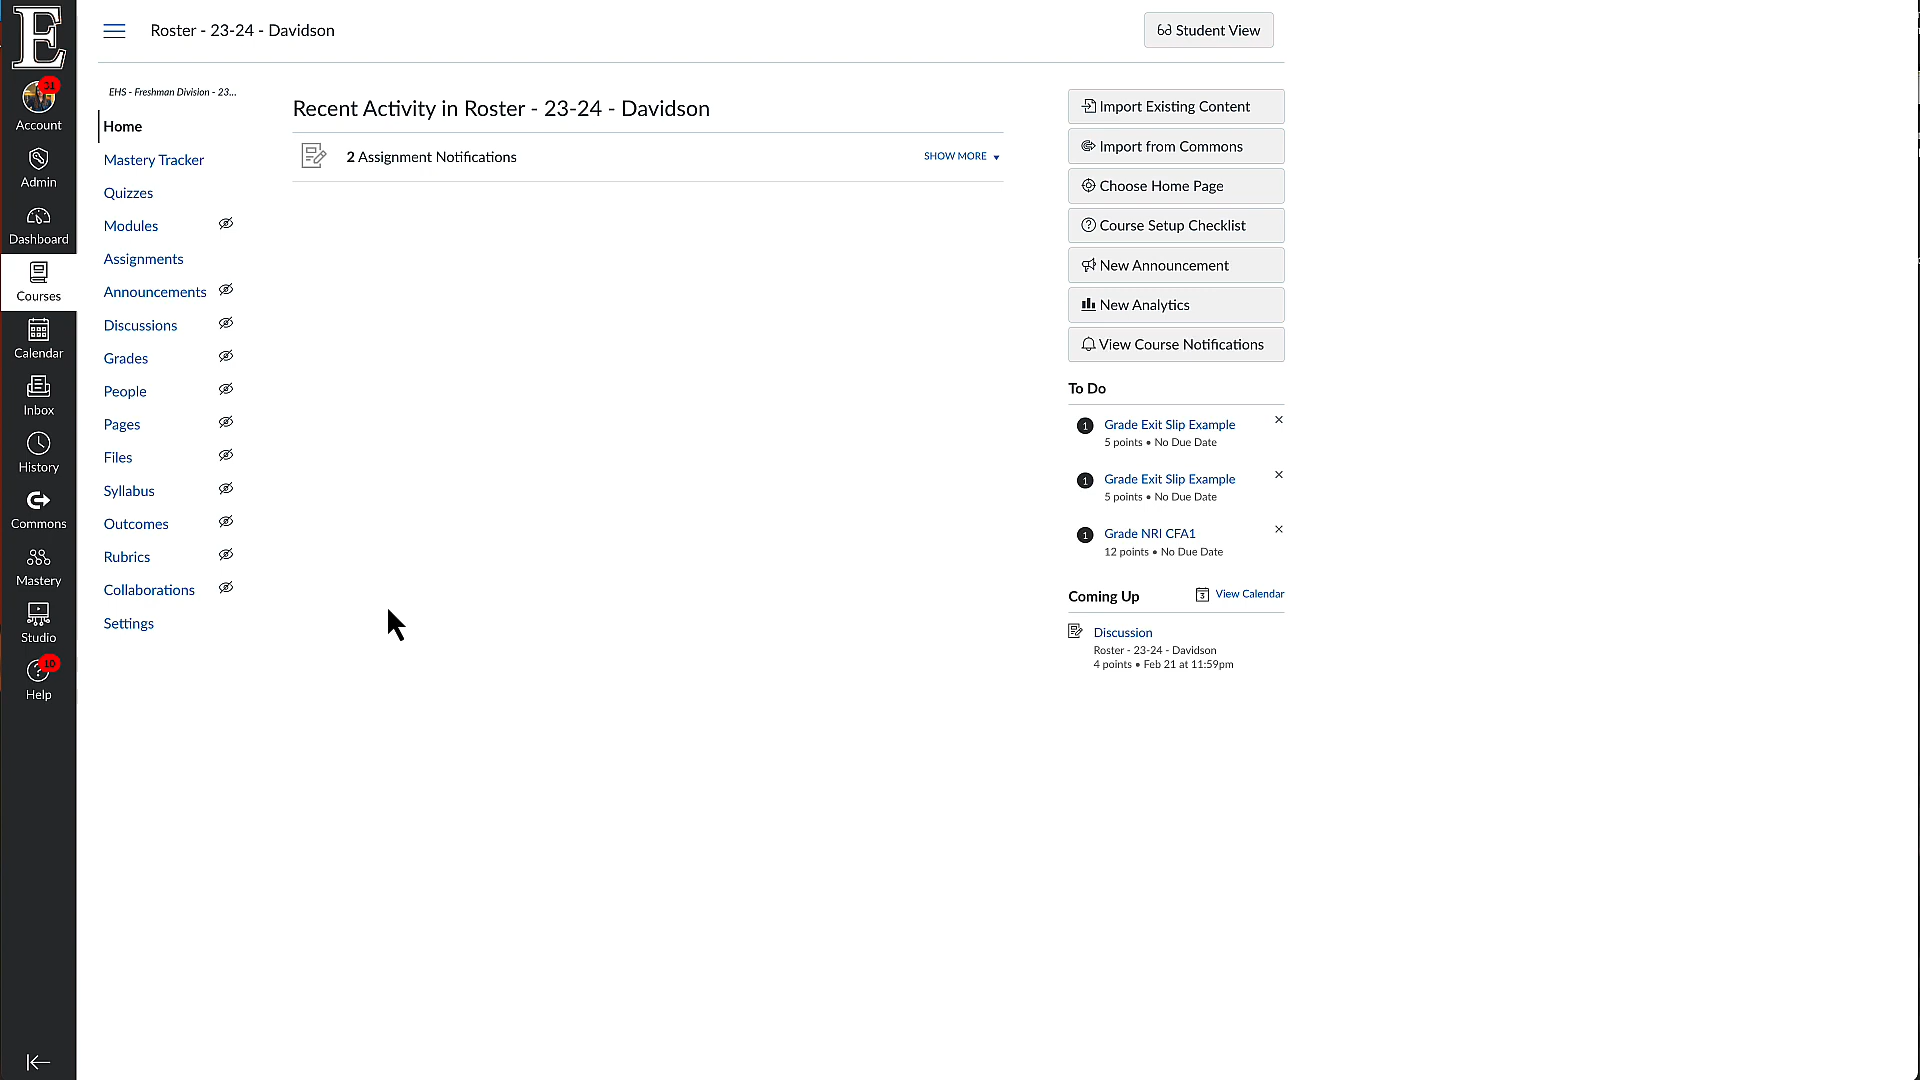 E
Roster - 23-24 - Davidson
Student View
31
Account
Admin
Dashboard
Courses
Calendar
Inbox
History
Commons
Mastery
Studio
10
Help
EHS - Freshman Division - 23...
Home
Mastery Tracker
Quizzes
Modules
Assignments
Announcements
Discussions
Grades
People
Pages
Files
Syllabus
Outcomes
Rubrics
Collaborations
Settings
Recent Activity in Roster - 23-24 - Davidson
2 Assignment Notifications
SHOW MORE
Import Existing Content
Import from Commons
Choose Home Page
Course Setup Checklist
New Announcement
New Analytics
View Course Notifications
To Do
1 Grade Exit Slip Example
5 points • No Due Date
1 Grade Exit Slip Example
5 points • No Due Date
1 Grade NRI CFA1
12 points • No Due Date
Coming Up
3 View Calendar
Discussion
Roster - 23-24 - Davidson
4 points • Feb 21 at 11:59pm